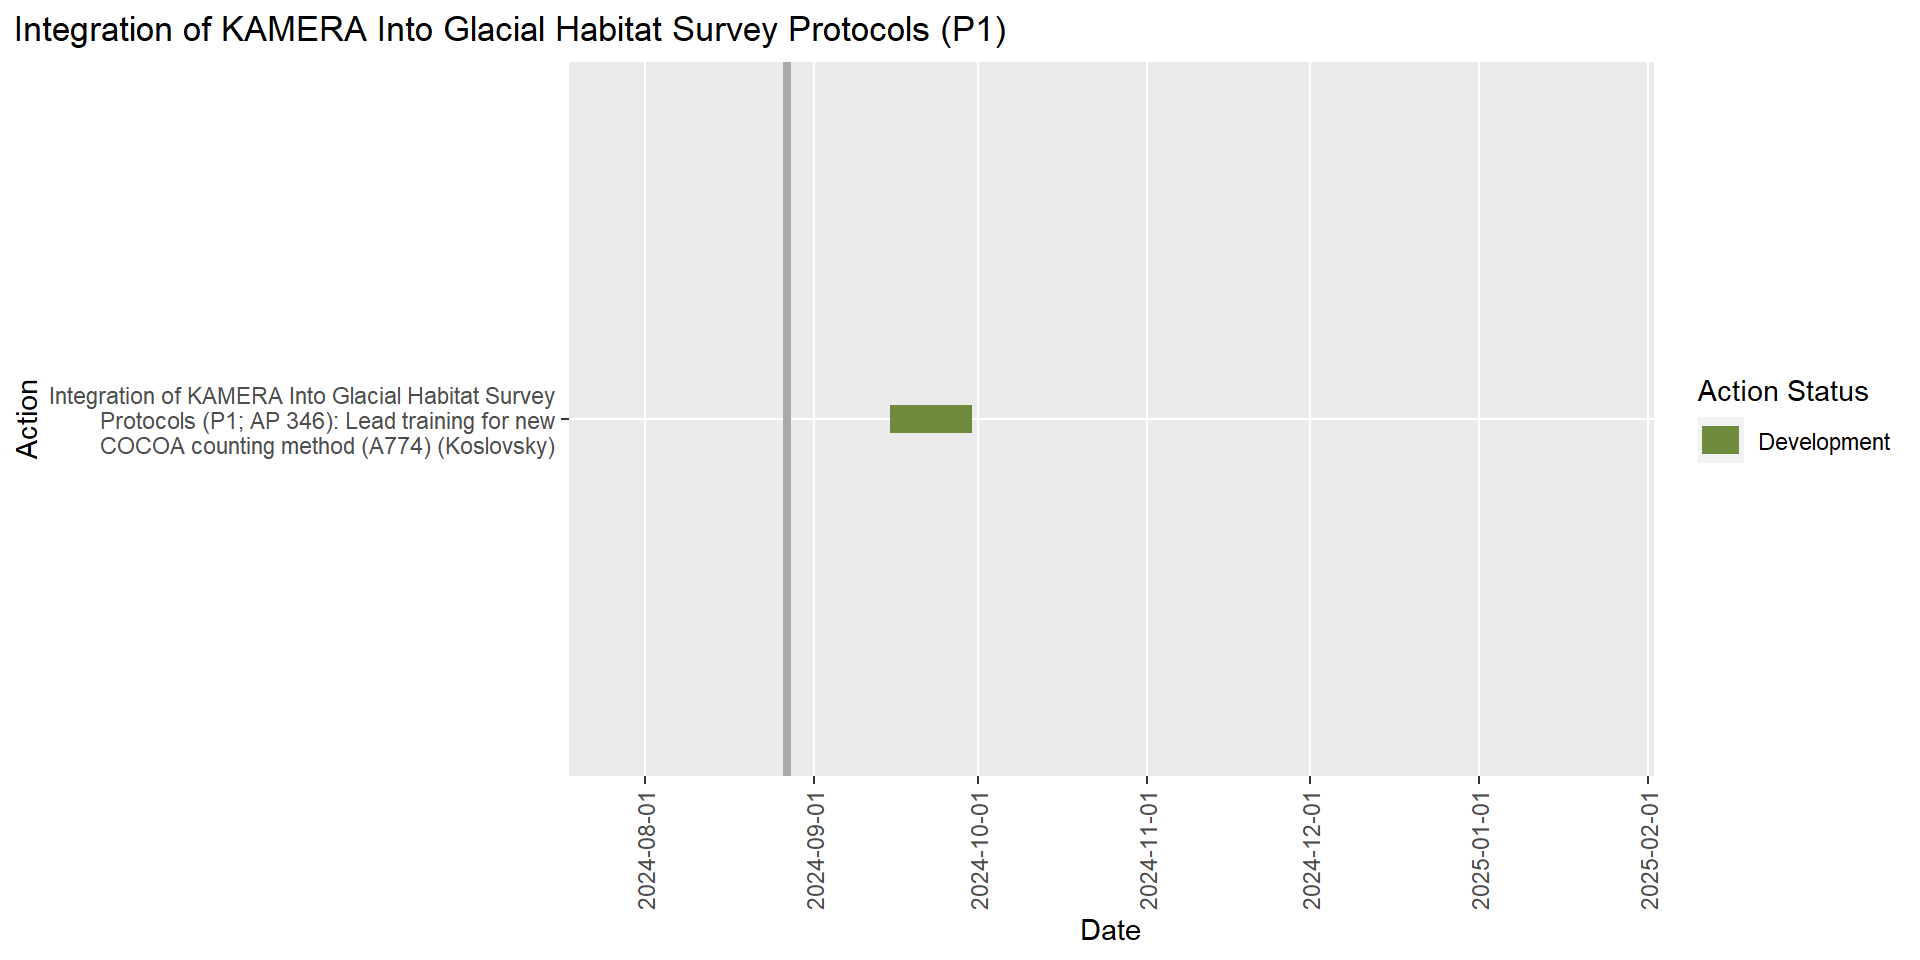 Integration of KAMERA Into Glacial Habitat Survey Protocols (P1)
Action
Integration of KAMERA Into Glacial Habitat Survey
Protocols (P1; AP 346): Lead training for new
COCOA counting method (A774) (Koslovsky)
Action Status
Development
2024-08-01
2024-09-01
2024-10-01
2024-11-01
2024-12-01
2025-01-01
2025-02-01
Date